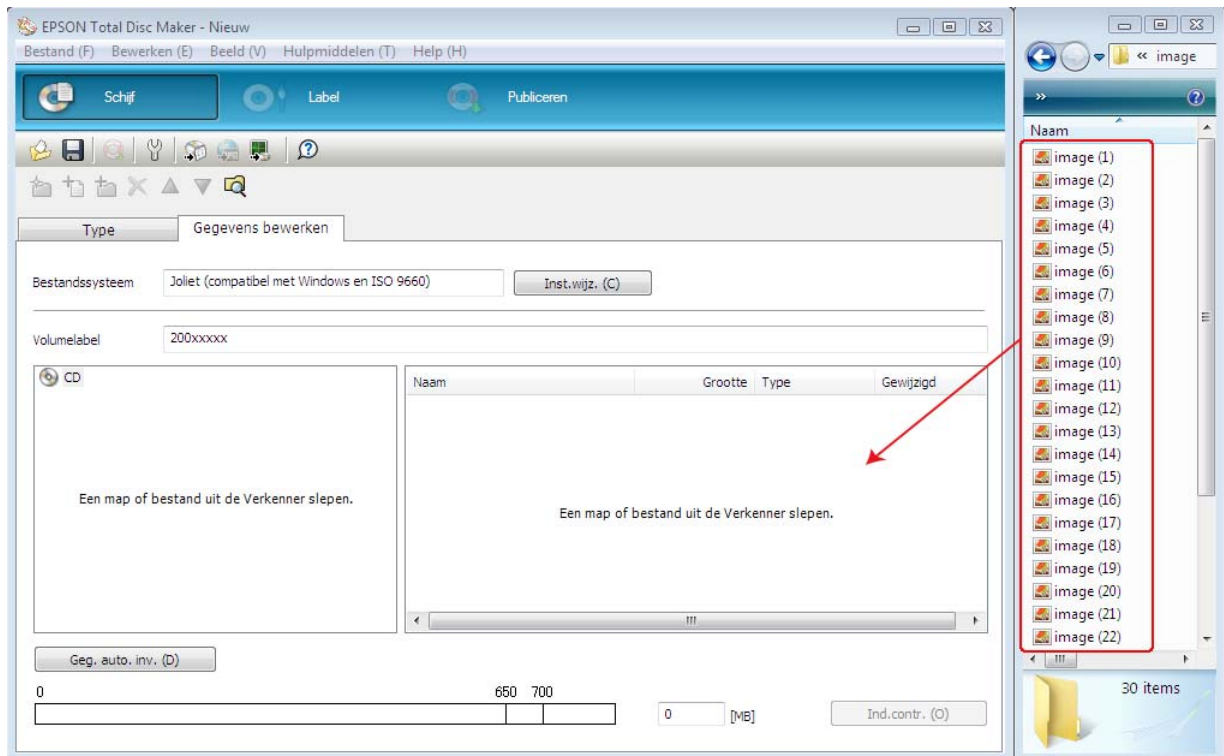 EPSON Total Disc Maker - Nieuw
Bestand (F) Bewerken (E) Beeld (V) Hulpmiddelen (T) Help (H)
Schijf Label Publiceren
Type Gegevens bewerken
Bestandssysteem Joliet (compatibel met Windows en ISO 9660) Inst.wijz. (C)
Volumelabel 200xxxxx
CD
Naam Grootte Type Gewijzigd
Een map of bestand uit de Verkenner slepen.
Een map of bestand uit de Verkenner slepen.
Geg. auto. inv. (D)
0 650 700
0 [MB] Ind.contr. (O)
« image
»
Naam
image (1)
image (2)
image (3)
image (4)
image (5)
image (6)
image (7)
image (8)
image (9)
image (10)
image (11)
image (12)
image (13)
image (14)
image (15)
image (16)
image (17)
image (18)
image (19)
image (20)
image (21)
image (22)
30 items